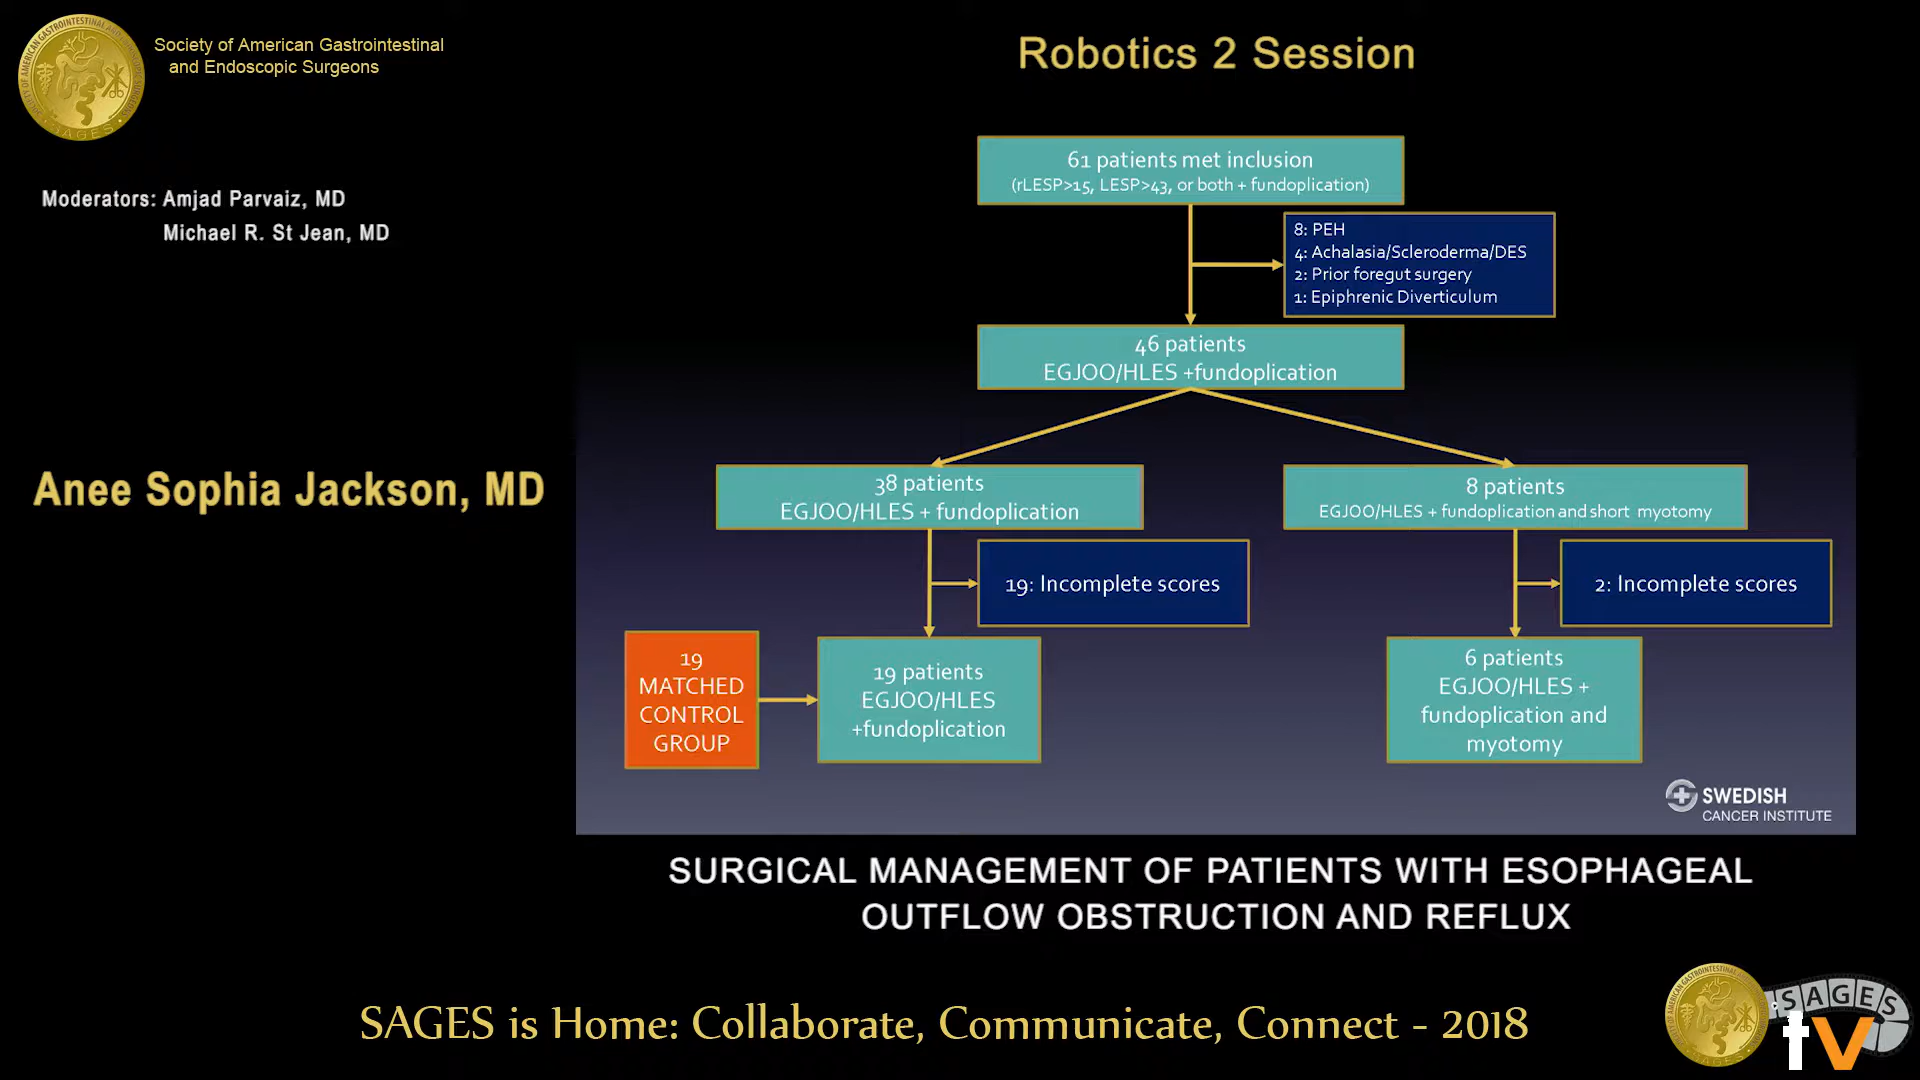 Society of American Gastrointestinal
and Endoscopic Surgeons
Robotics 2 Session
Moderators: Amjad Parvaiz, MD
Michael R. St Jean, MD
Anee Sophia Jackson, MD
61 patients met inclusion
(rLESP>15, LESP>43, or both + fundoplication)
8: PEH
4: Achalasia/Scleroderma/DES
2: Prior foregut surgery
1: Epiphrenic Diverticulum
46 patients
EGJOO/HLES +fundoplication
38 patients
EGJOO/HLES + fundoplication
8 patients
EGJOO/HLES + fundoplication and short myotomy
19: Incomplete scores
2: Incomplete scores
19
MATCHED
CONTROL
GROUP
19 patients
EGJOO/HLES
+fundoplication
6 patients
EGJOO/HLES +
fundoplication and
myotomy
SWEDISH
CANCER INSTITUTE
SURGICAL MANAGEMENT OF PATIENTS WITH ESOPHAGEAL
OUTFLOW OBSTRUCTION AND REFLUX
SAGES is Home: Collaborate, Communicate, Connect - 2018
SAGES
tv